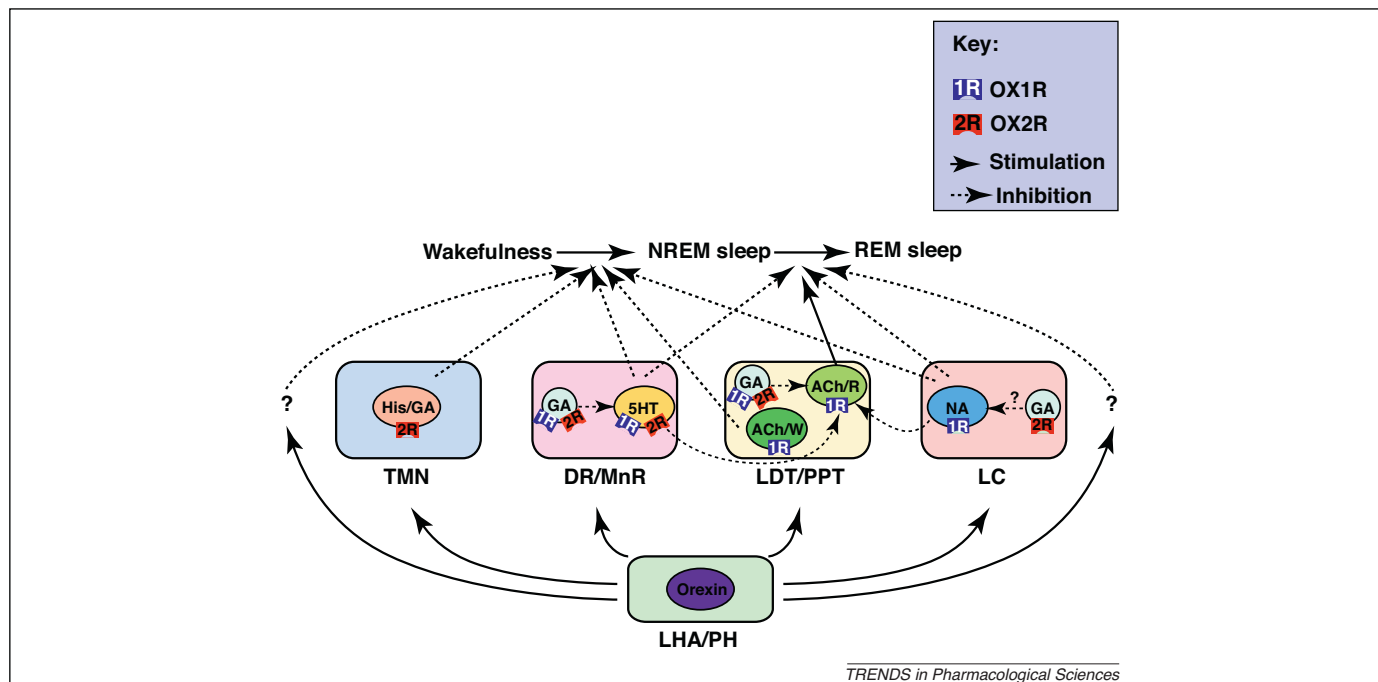 Key:
1R OX1R
2R OX2R
Stimulation
Inhibition
Wakefulness NREM sleep REM sleep
? ?
GA ACh/R
GA 5HT 1R 2R 1R
His/GA NA ? GA
2R 1R 2R 1R 2R ACh/W 1R 2R
1R
TMN DR/MnR LDT/PPT LC
Orexin
LHA/PH
TRENDS in Pharmacological Sciences